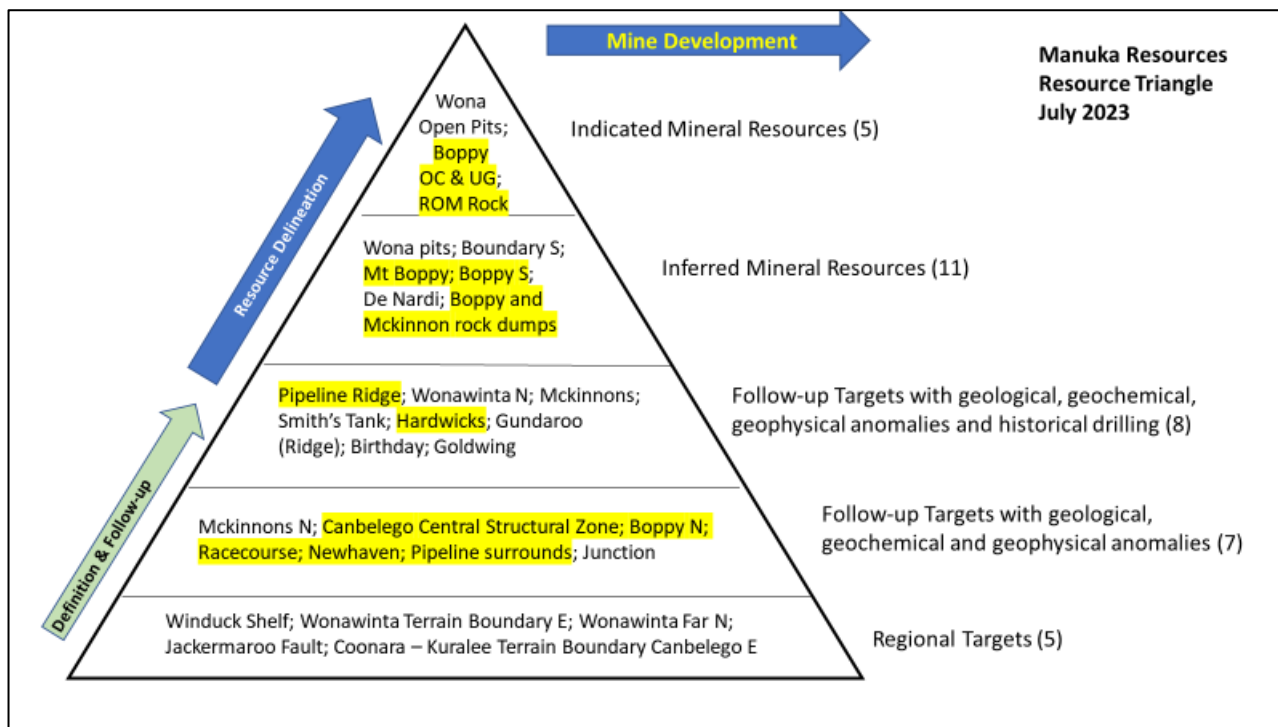 Mine Development
Manuka Resources
Resource Triangle
July 2023
Wona
Open Pits;
Boppy
OC & UG;
ROM Rock
Indicated Mineral Resources (5)
Resource Delineation
Wona pits; Boundary S;
Mt Boppy; Boppy S;
De Nardi; Boppy and
Mckinnon rock dumps
Inferred Mineral Resources (11)
Pipeline Ridge; Wonawinta N; Mckinnons;
Smith's Tank; Hardwicks; Gundaroo
(Ridge); Birthday; Goldwing
Follow-up Targets with geological, geochemical,
geophysical anomalies and historical drilling (8)
Definition & Follow-up
Mckinnons N; Canbelego Central Structural Zone; Boppy N;
Racecourse; Newhaven; Pipeline surrounds; Junction
Follow-up Targets with geological,
geochemical and geophysical anomalies (7)
Winduck Shelf; Wonawinta Terrain Boundary E; Wonawinta Far N;
Jackermaroo Fault; Coonara – Kuralee Terrain Boundary Canbelego E
Regional Targets (5)